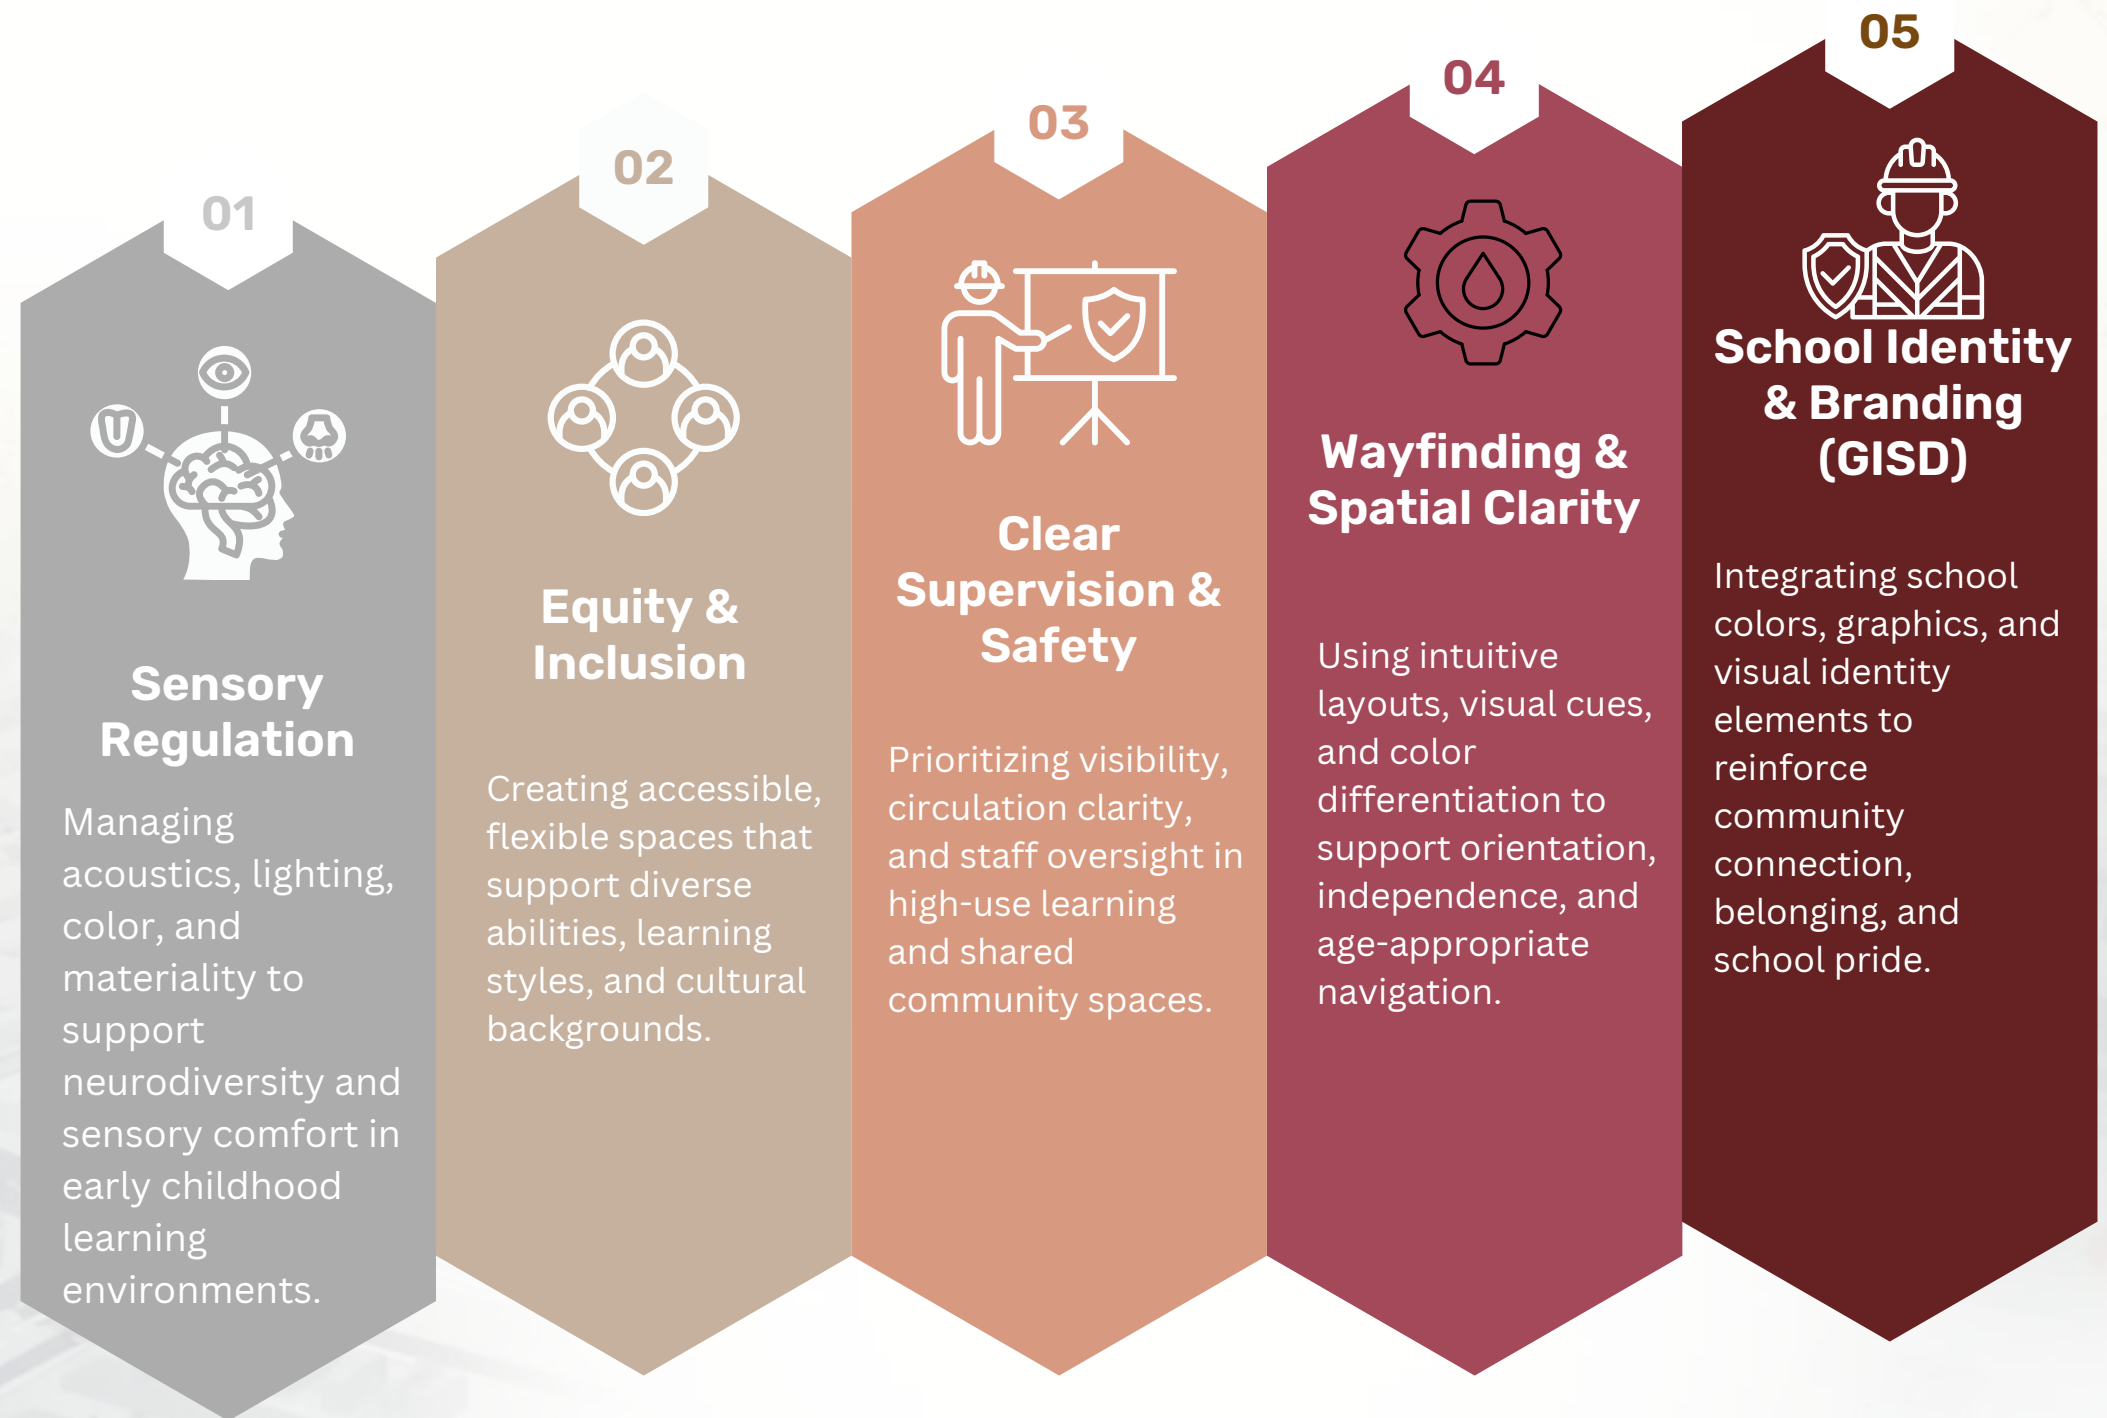 01
Sensory
Regulation
Managing
acoustics, lighting,
color, and
materiality to
support
neurodiversity and
sensory comfort in
early childhood
learning
environments.
02
Equity &
Inclusion
Creating accessible,
flexible spaces that
support diverse
abilities, learning
styles, and cultural
backgrounds.
03
Clear
Supervision &
Safety
Prioritizing visibility,
circulation clarity,
and staff oversight in
high-use learning
and shared
community spaces.
04
Wayfinding &
Spatial Clarity
Using intuitive
layouts, visual cues,
and color
differentiation to
support orientation,
independence, and
age-appropriate
navigation.
05
School Identity
& Branding
(GISD)
Integrating school
colors, graphics, and
visual identity
elements to
reinforce
community
connection,
belonging, and
school pride.